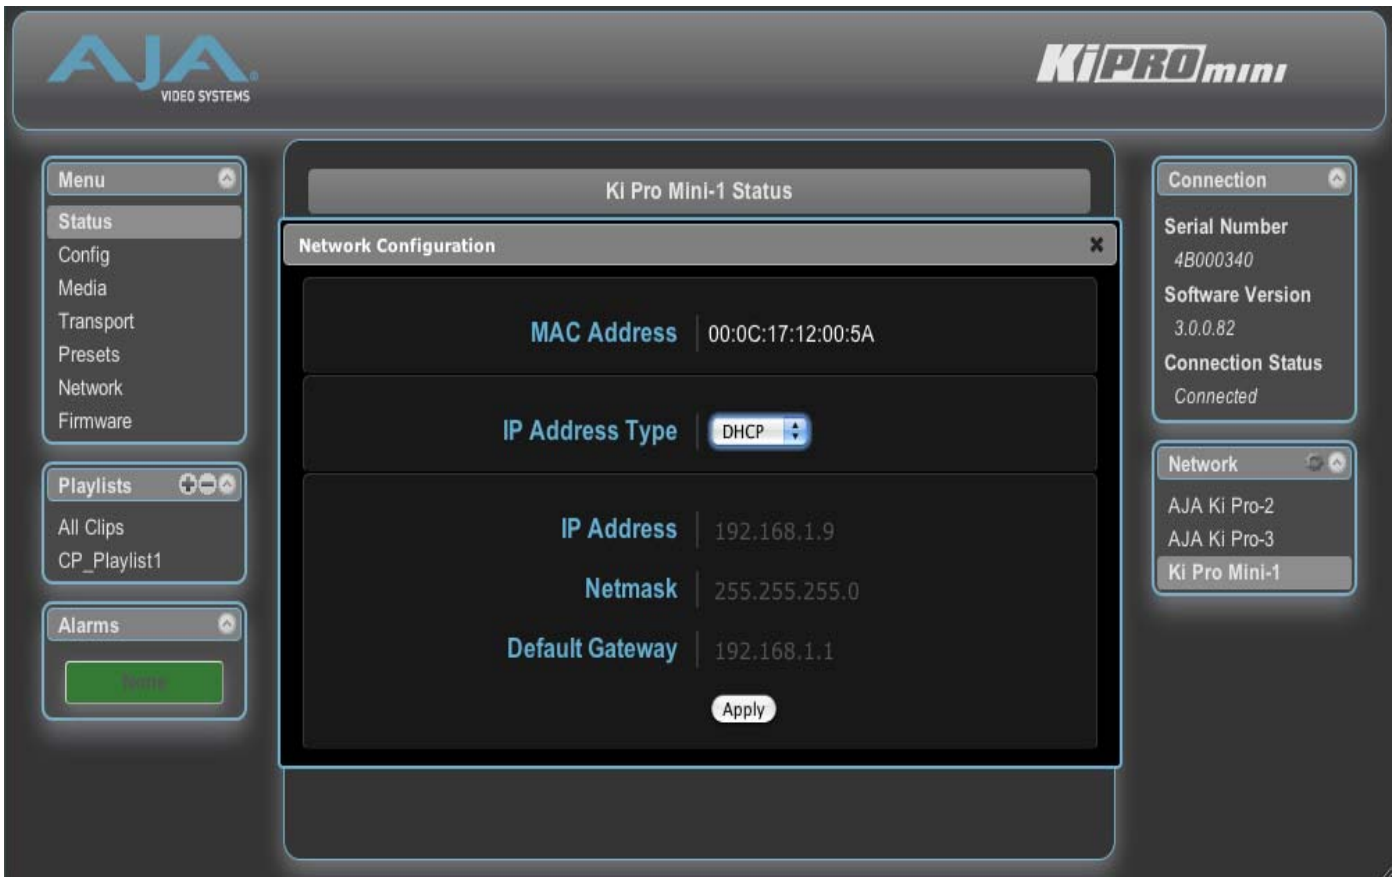 AJA
VIDEO SYSTEMS
KiPRO mini
Menu
Status
Config
Media
Transport
Presets
Network
Firmware
Playlists
All Clips
CP_Playlist1
Alarms
None
Ki Pro Mini-1 Status
Network Configuration
MAC Address 00:0C:17:12:00:5A
IP Address Type DHCP
IP Address 192.168.1.9
Netmask 255.255.255.0
Default Gateway 192.168.1.1
Apply
Connection
Serial Number
4B000340
Software Version
3.0.0.82
Connection Status
Connected
Network
AJA Ki Pro-2
AJA Ki Pro-3
Ki Pro Mini-1